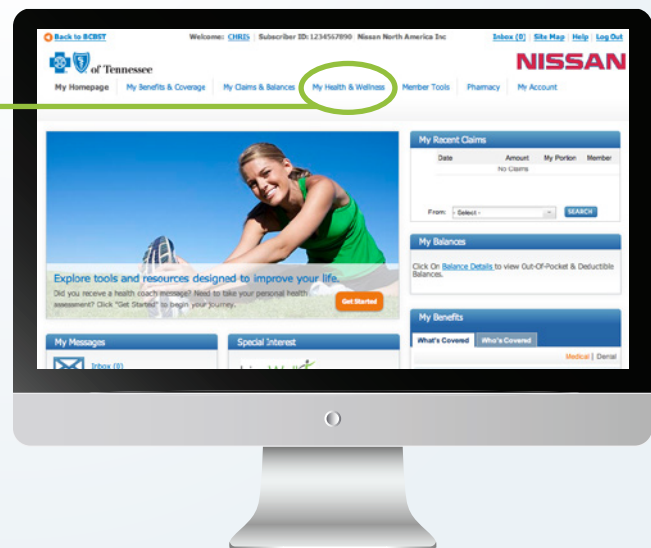 Back to BCBST Welcome: CHRIS Subscriber ID: 1234567890 Nissan North America Inc Inbox (0) Site Map Help Log Out
of Tennessee
NISSAN
My Homepage My Benefits & Coverage My Claims & Balances My Health & Wellness Member Tools Pharmacy My Account
My Recent Claims
Date Amount My Portion Member
No Claims
From: - Select - SEARCH
My Balances
Click On Balance Details to view Out-Of-Pocket & Deductible
Balances.
Explore tools and resources designed to improve your life.
Did you receive a health coach message? Need to take your personal health
assessment? Click "Get Started" to begin your journey.
Get Started
My Benefits
What's Covered Who's Covered
Medical | Dental
My Messages
Inbox (0)
Special Interest